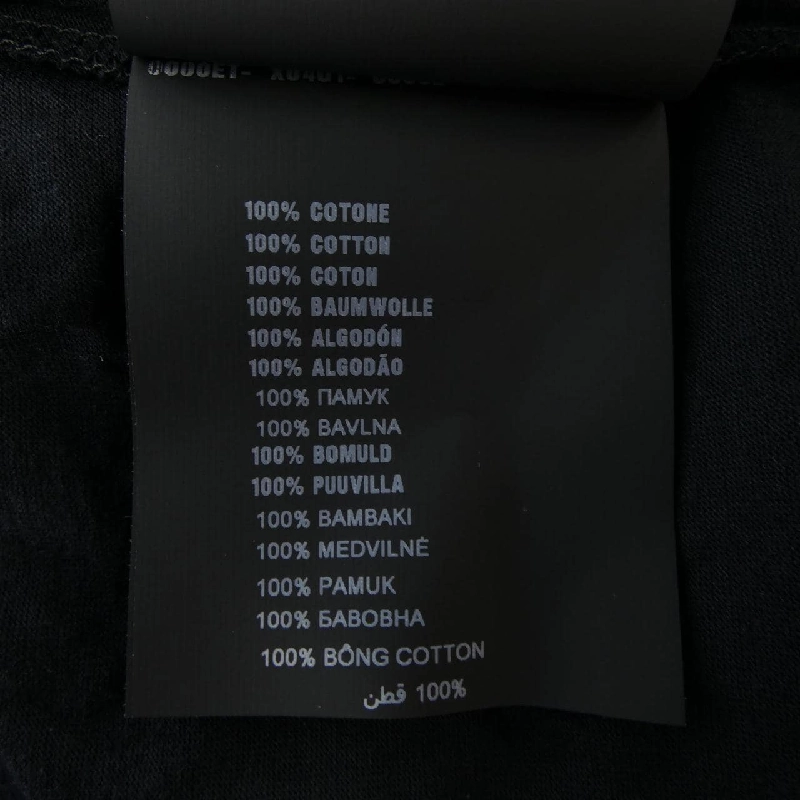 100% COTONE
100% COTTON
100% COTON
100% BAUMWOLLE
100% ALGODÓN
100% ALGODÃO
100% ПАМУК
100% BAVLNA
100% BOMULD
100% PUUVILLA
100% BAMBAKI
100% MEDVILNĖ
100% PAMUK
100% БАВОВНА
100% BÔNG COTTON
100% قطن